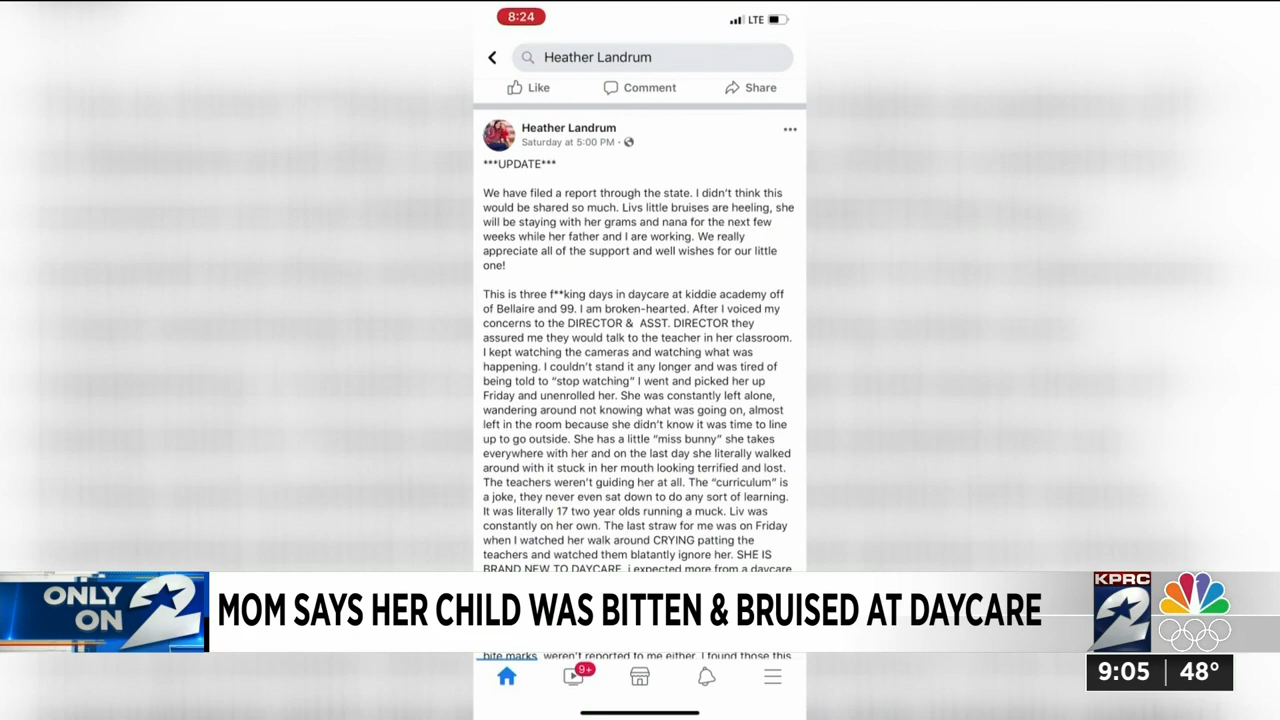 8:24
LTE
Heather Landrum
Like
Comment
Share
Heather Landrum
Saturday at 5:00 PM ·
***UPDATE***
We have filed a report through the state. I didn't think this
would be shared so much. Livs little bruises are heeling, she
will be staying with her grams and nana for the next few
weeks while her father and I are working. We really
appreciate all of the support and well wishes for our little
one!
This is three f**king days in daycare at kiddie academy off
of Bellaire and 99. I am broken-hearted. After I voiced my
concerns to the DIRECTOR & ASST. DIRECTOR they
assured me they would talk to the teacher in her classroom.
I kept watching the cameras and watching what was
happening. I couldn't stand it any longer and was tired of
being told to "stop watching" I went and picked her up
Friday and unenrolled her. She was constantly left alone,
wandering around not knowing what was going on, almost
left in the room because she didn't know it was time to line
up to go outside. She has a little "miss bunny" she takes
everywhere with her and on the last day she literally walked
around with it stuck in her mouth looking terrified and lost.
The teachers weren't guiding her at all. The "curriculum" is
a joke, they never even sat down to do any sort of learning.
It was literally 17 two year olds running a muck. Liv was
constantly on her own. The last straw for me was on Friday
when I watched her walk around CRYING patting the
teachers and watched them blatantly ignore her. SHE IS
BRAND NEW TO DAYCARE, i expected more from a daycare
ONLY
ON 2
MOM SAYS HER CHILD WAS BITTEN & BRUISED AT DAYCARE
KPRC
2
bite marks weren't reported to me either. I found those this
9+
9:05 48°